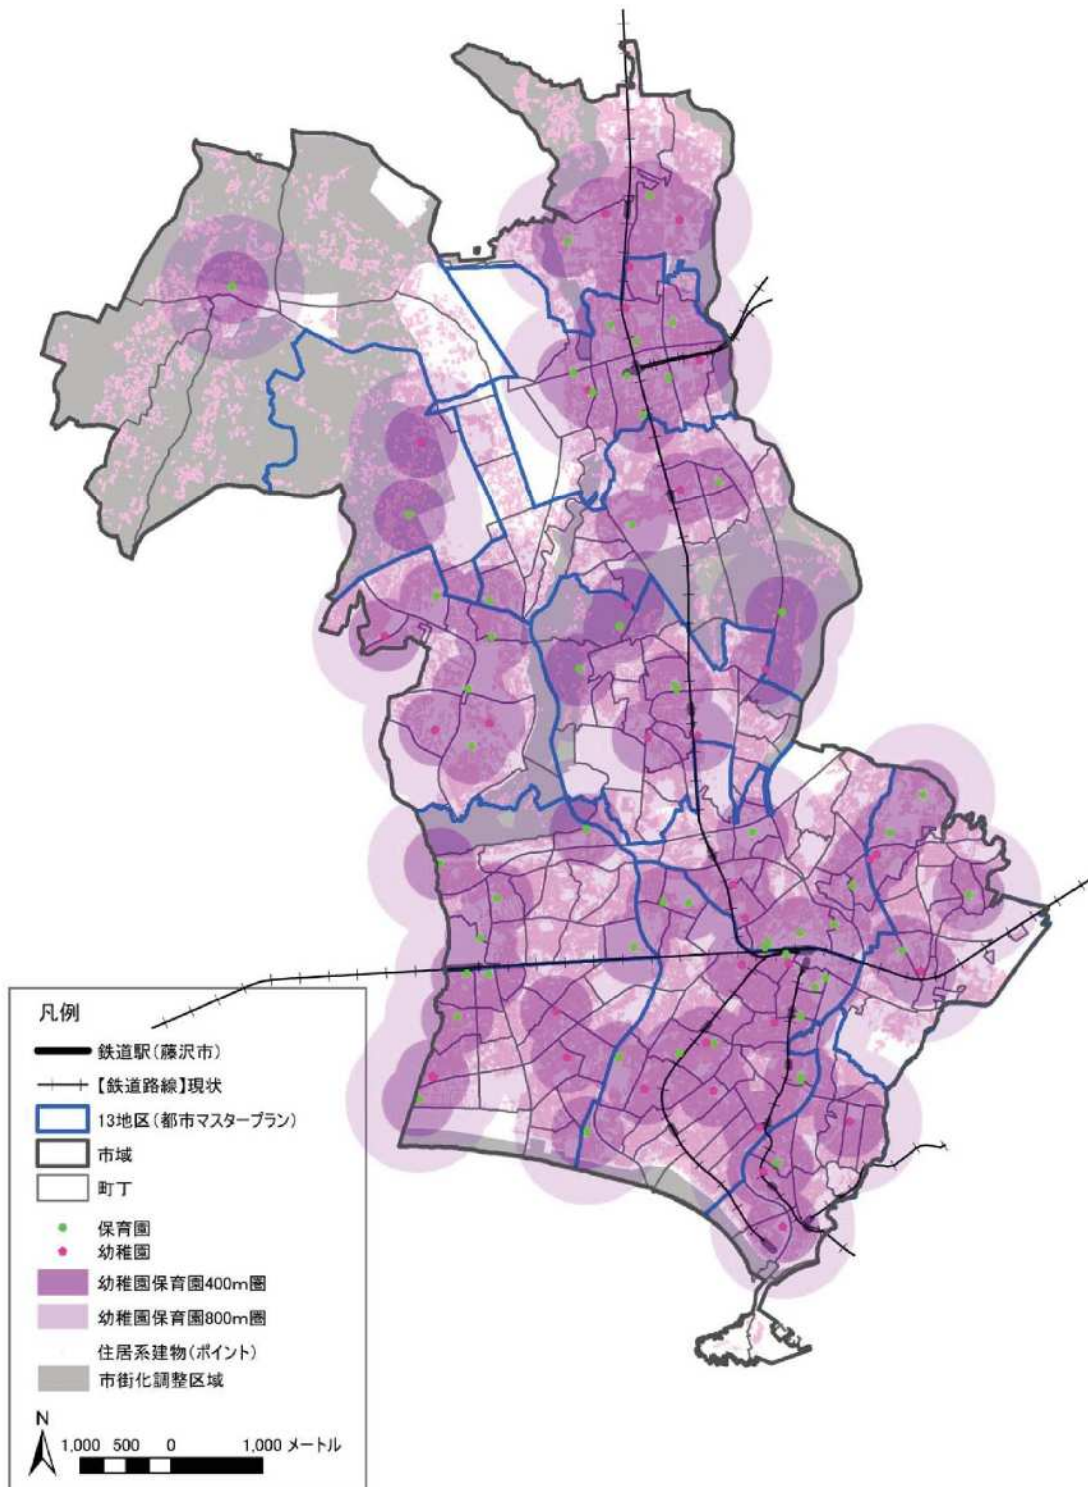 凡例
鉄道駅(藤沢市)
【鉄道路線】現状
13地区(都市マスタープラン)
市域
町丁
保育園
幼稚園
幼稚園保育園400m圏
幼稚園保育園800m圏
住居系建物(ポイント)
市街化調整区域
N
1,000 500 0 1,000 メートル